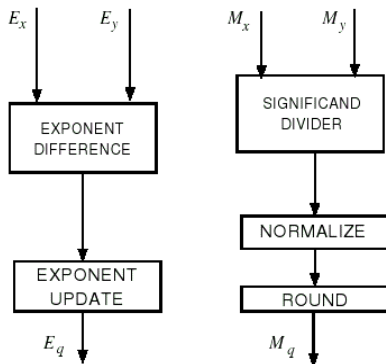 E_x E_y
M_x M_y
EXPONENT
DIFFERENCE
SIGNIFICAND
DIVIDER
NORMALIZE
EXPONENT
UPDATE
ROUND
E_q
M_q